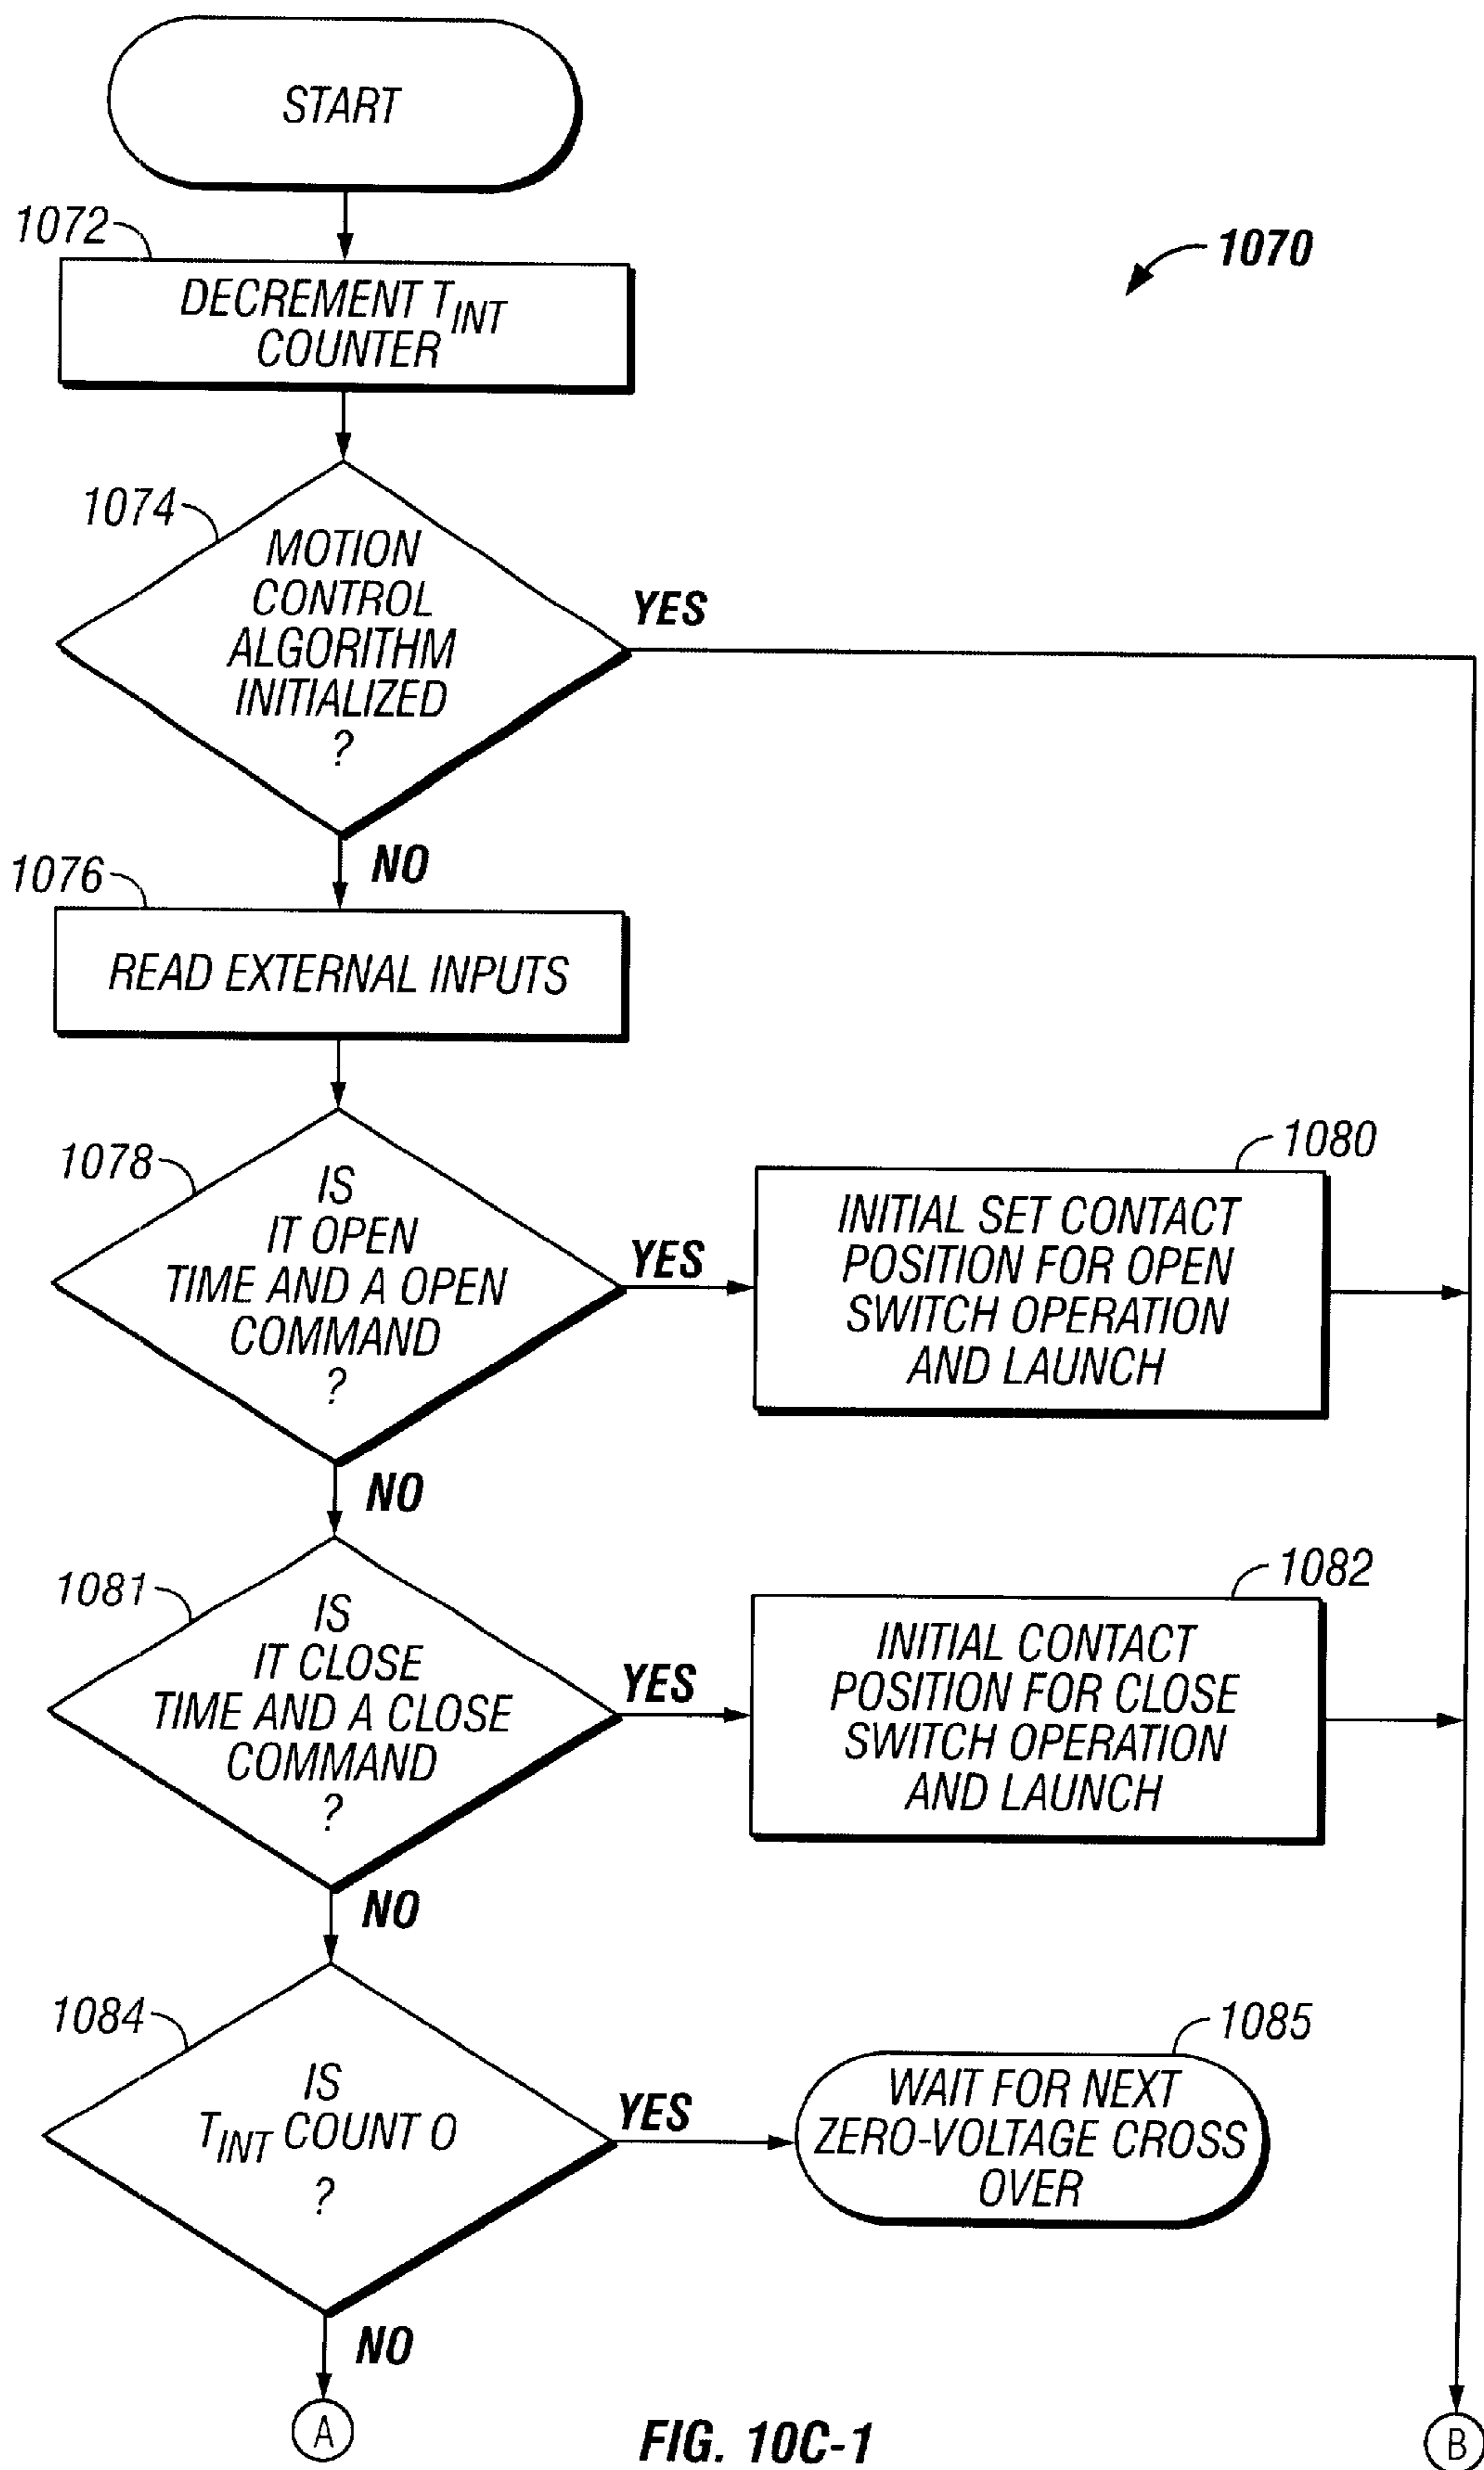 START
1072
1070
DECREMENT TINT
COUNTER
1074
MOTION
CONTROL
ALGORITHM
INITIALIZED
?
YES
NO
1076
READ EXTERNAL INPUTS
1078
IS
IT OPEN
TIME AND A OPEN
COMMAND
?
YES
1080
INITIAL SET CONTACT
POSITION FOR OPEN
SWITCH OPERATION
AND LAUNCH
NO
1081
IS
IT CLOSE
TIME AND A CLOSE
COMMAND
?
YES
1082
INITIAL CONTACT
POSITION FOR CLOSE
SWITCH OPERATION
AND LAUNCH
NO
1084
IS
TINT COUNT 0
?
YES
1085
WAIT FOR NEXT
ZERO-VOLTAGE CROSS
OVER
NO
A
FIG. 10C-1
B